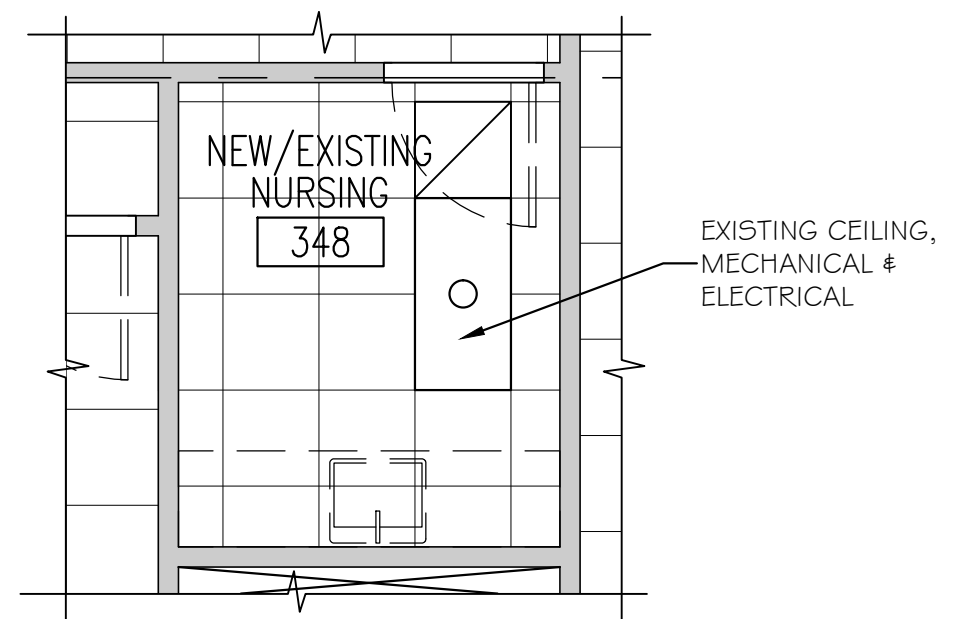 NEW/EXISTING
NURSING
348
EXISTING CEILING,
MECHANICAL &
ELECTRICAL